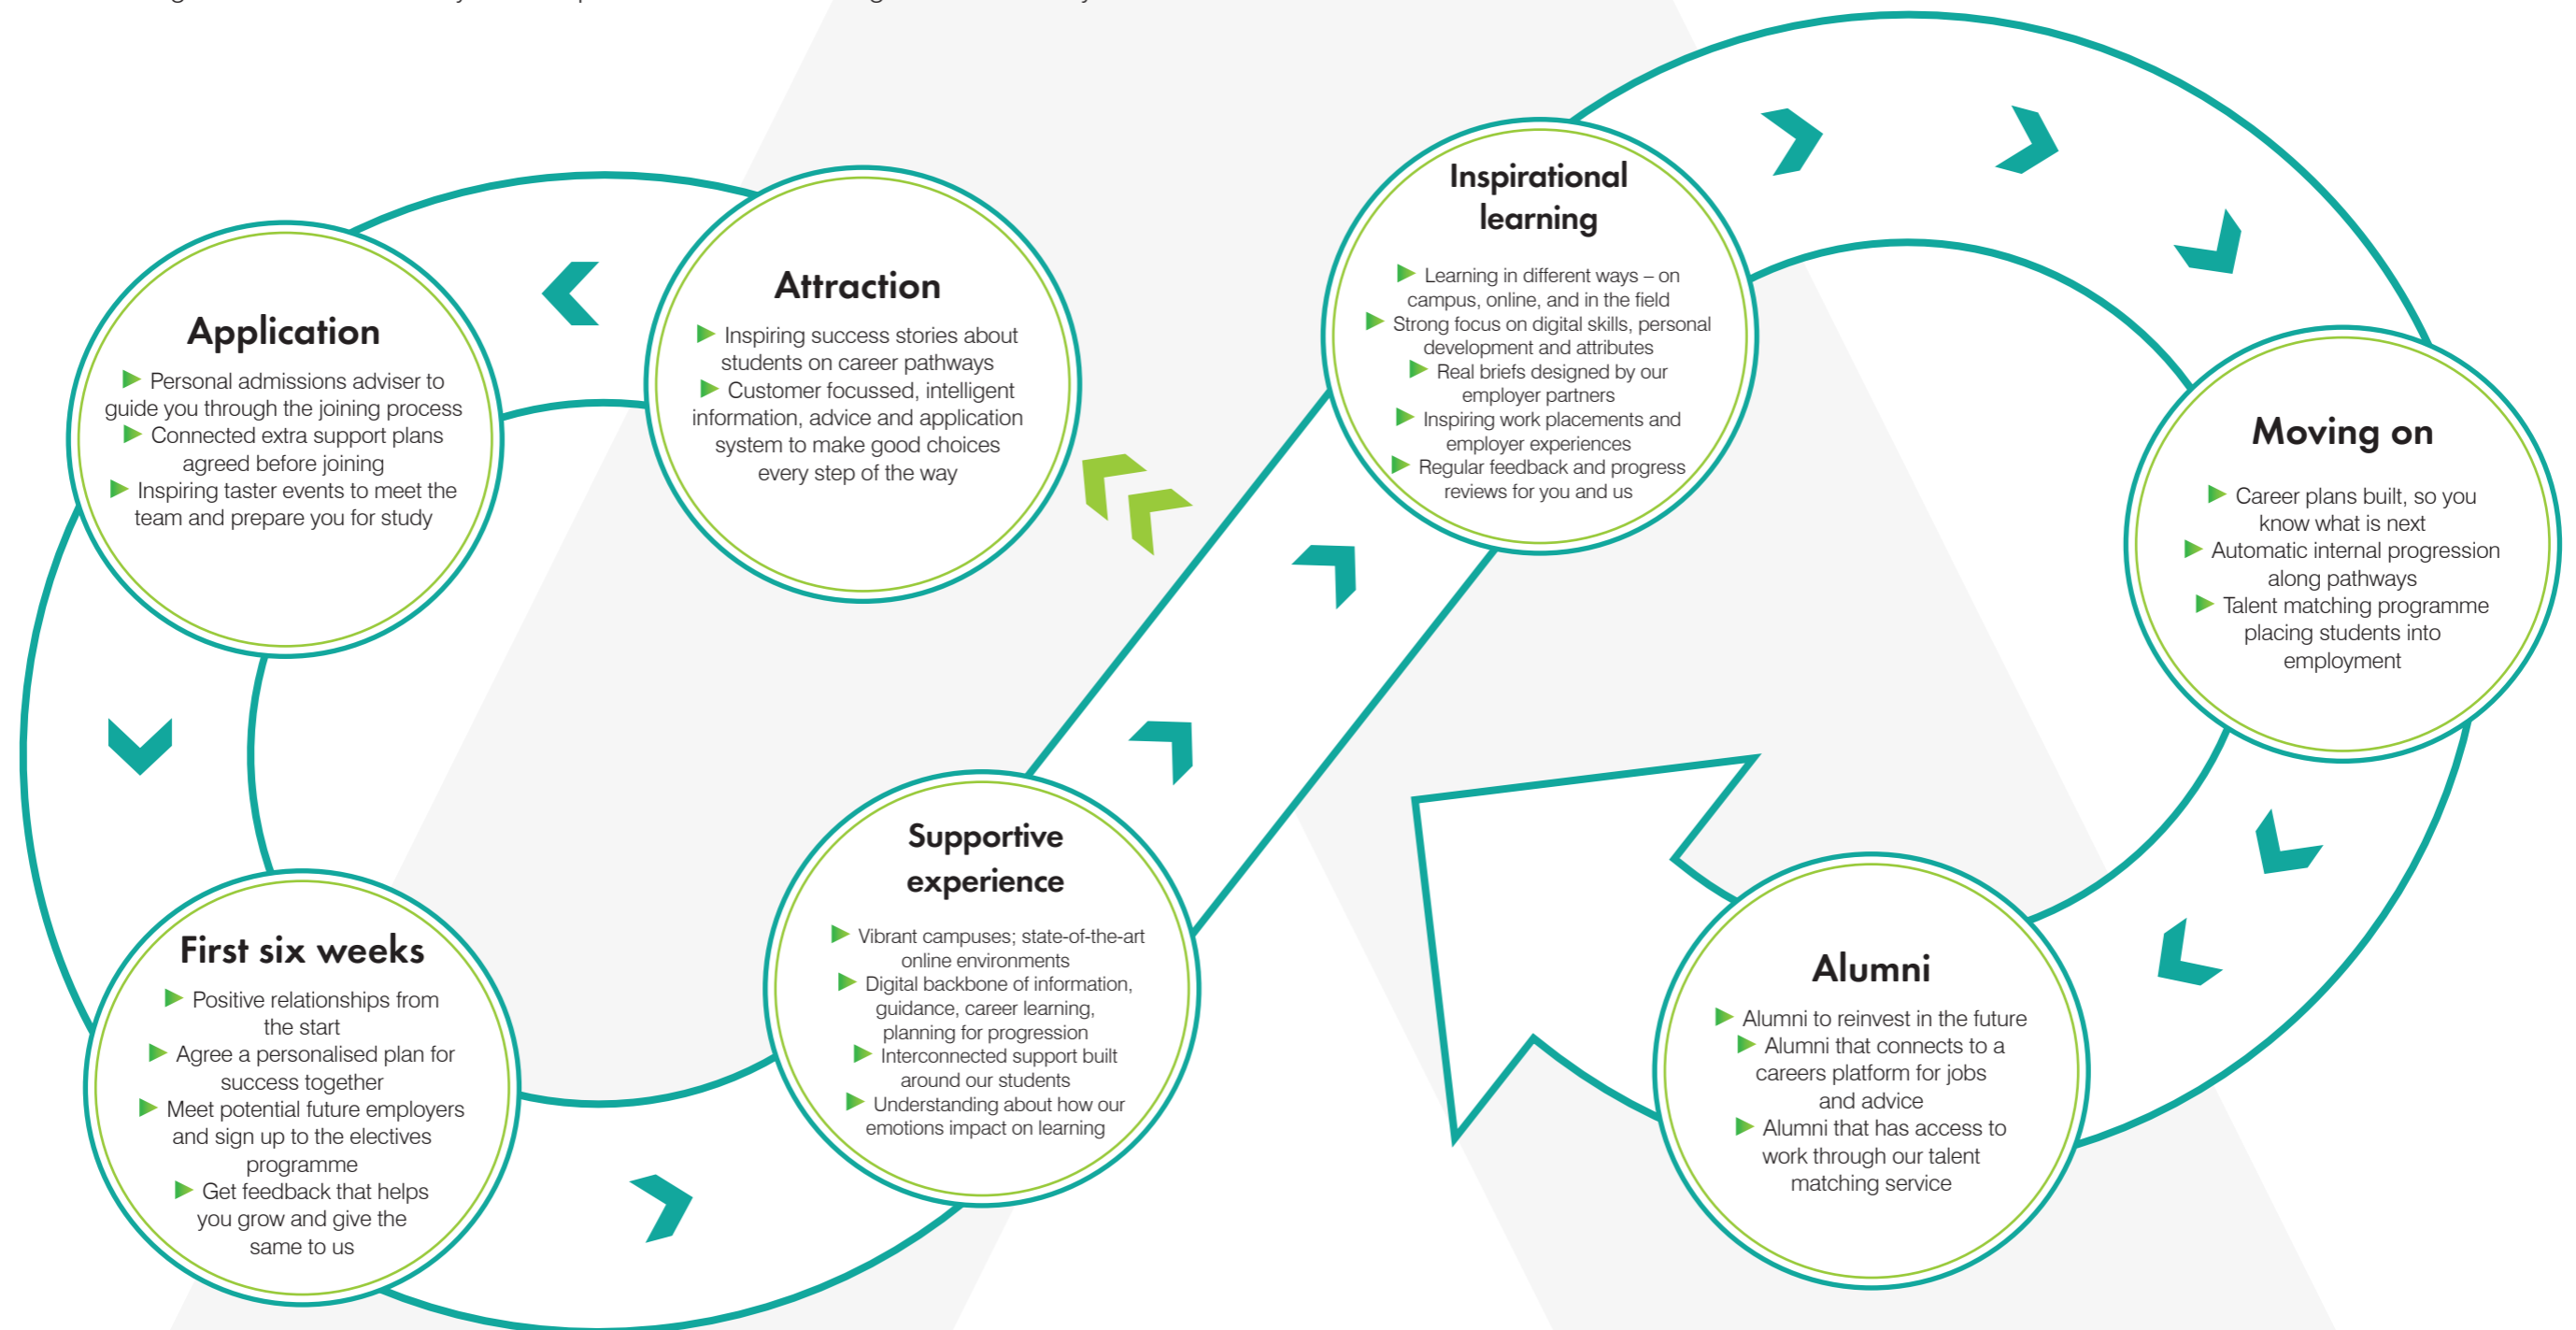 Attraction
Inspiring success stories about
students on career pathways
Customer focussed, intelligent
information, advice and application
system to make good choices
every step of the way
Application
Personal admissions adviser to
guide you through the joining process
Connected extra support plans
agreed before joining
Inspiring taster events to meet the
team and prepare you for study
First six weeks
Positive relationships from
the start
Agree a personalised plan for
success together
Meet potential future employers
and sign up to the electives
programme
Get feedback that helps
you grow and give the
same to us
Supportive
experience
Vibrant campuses; state-of-the-art
online environments
Digital backbone of information,
guidance, career learning,
planning for progression
Interconnected support built
around our students
Understanding about how our
emotions impact on learning
Inspirational
learning
Learning in different ways – on
campus, online, and in the field
Strong focus on digital skills, personal
development and attributes
Real briefs designed by our
employer partners
Inspiring work placements and
employer experiences
Regular feedback and progress
reviews for you and us
Moving on
Career plans built, so you
know what is next
Automatic internal progression
along pathways
Talent matching programme
placing students into
employment
Alumni
Alumni to reinvest in the future
Alumni that connects to a
careers platform for jobs
and advice
Alumni that has access to
work through our talent
matching service